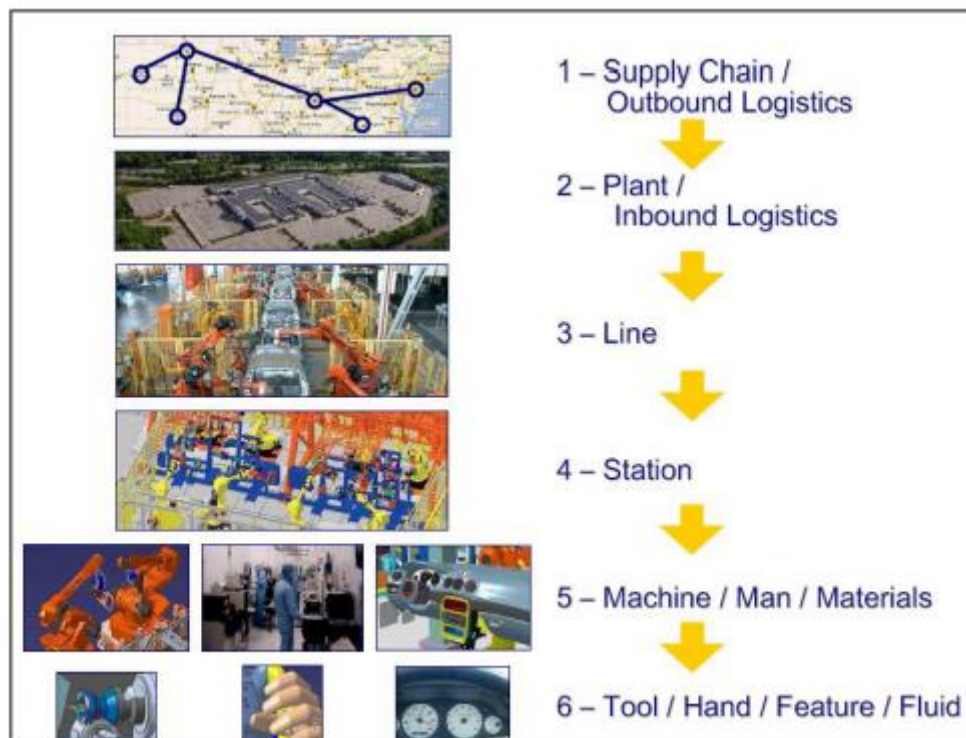 1 – Supply Chain /
Outbound Logistics
2 – Plant /
Inbound Logistics
3 – Line
4 – Station
5 – Machine / Man / Materials
6 – Tool / Hand / Feature / Fluid